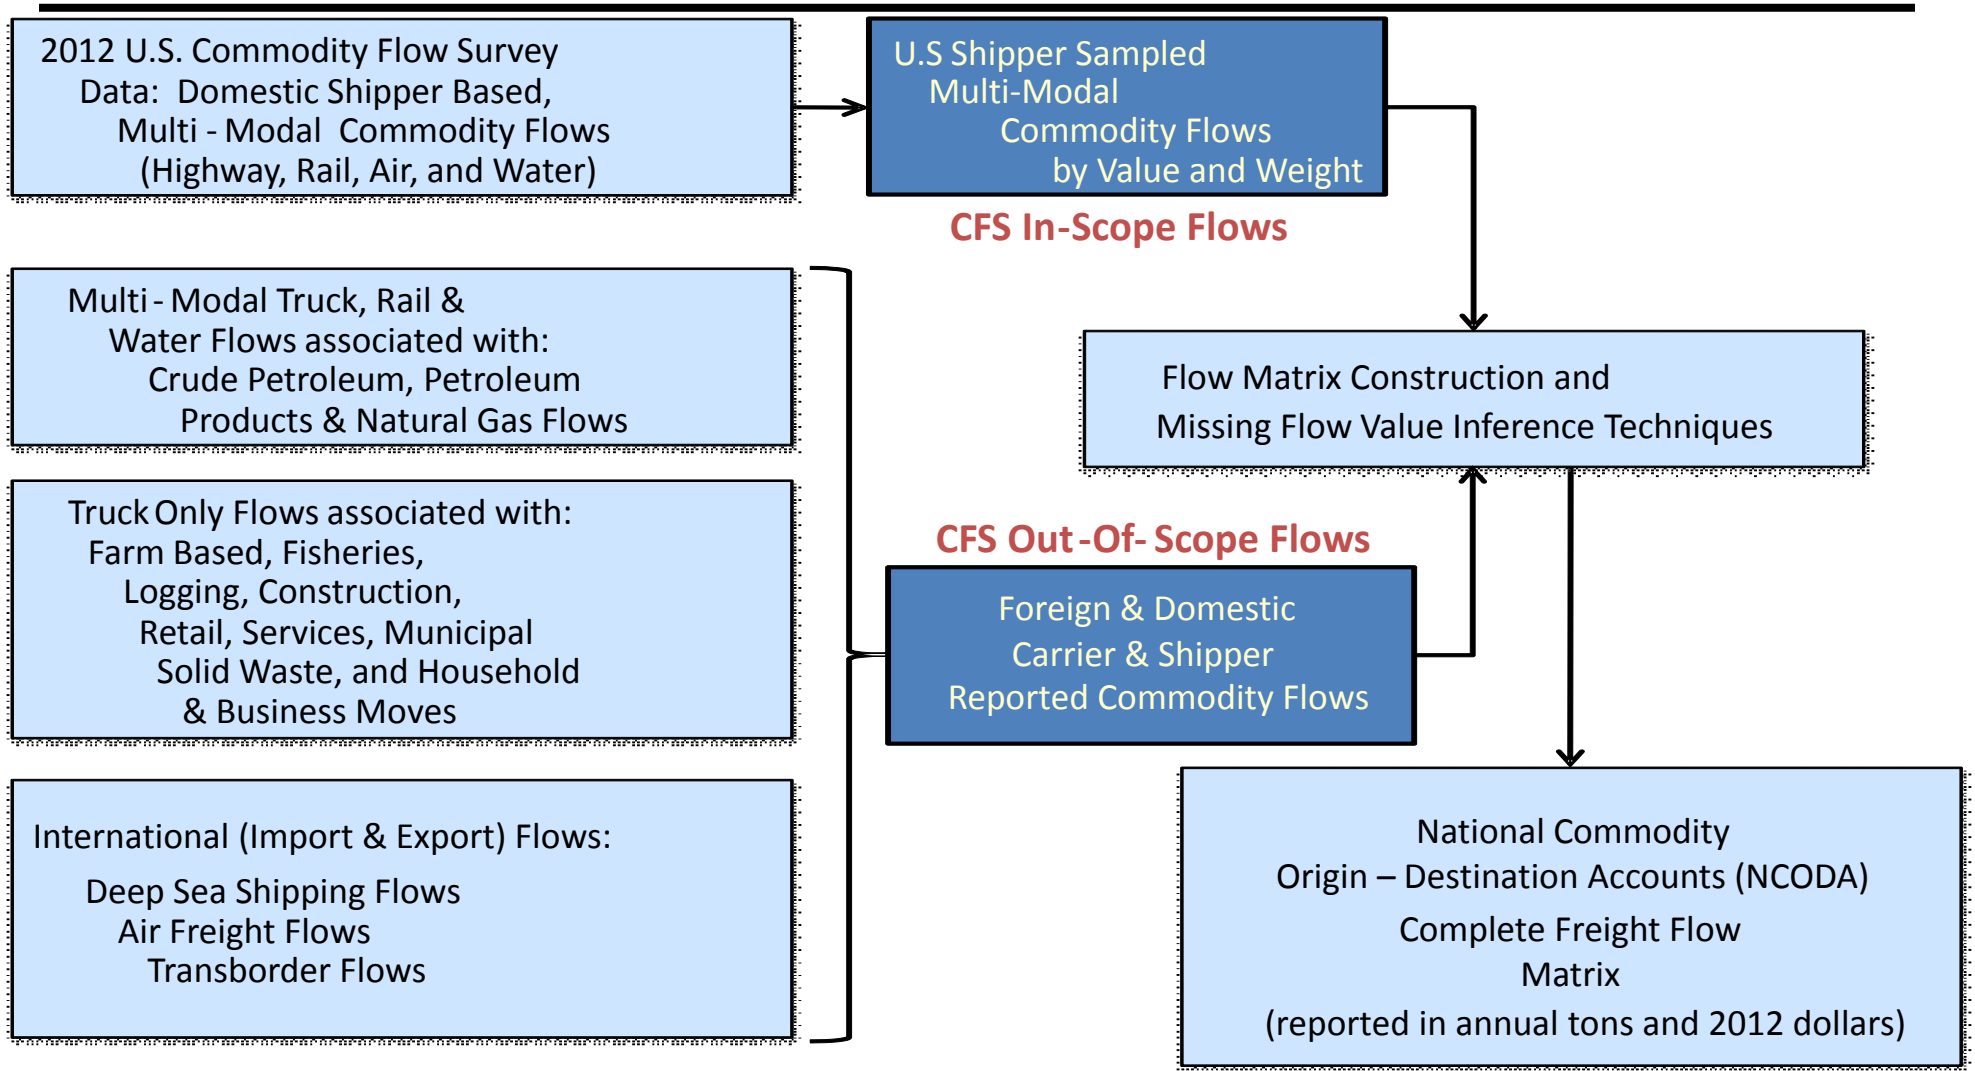 2012 U.S. Commodity Flow Survey
Data: Domestic Shipper Based,
Multi - Modal Commodity Flows
(Highway, Rail, Air, and Water)
U.S Shipper Sampled
Multi-Modal
Commodity Flows
by Value and Weight
CFS In-Scope Flows
Multi - Modal Truck, Rail &
Water Flows associated with:
Crude Petroleum, Petroleum
Products & Natural Gas Flows
Flow Matrix Construction and
Missing Flow Value Inference Techniques
Truck Only Flows associated with:
Farm Based, Fisheries,
Logging, Construction,
Retail, Services, Municipal
Solid Waste, and Household
& Business Moves
CFS Out -Of- Scope Flows
Foreign & Domestic
Carrier & Shipper
Reported Commodity Flows
International (Import & Export) Flows:
Deep Sea Shipping Flows
Air Freight Flows
Transborder Flows
National Commodity
Origin – Destination Accounts (NCODA)
Complete Freight Flow
Matrix
(reported in annual tons and 2012 dollars)